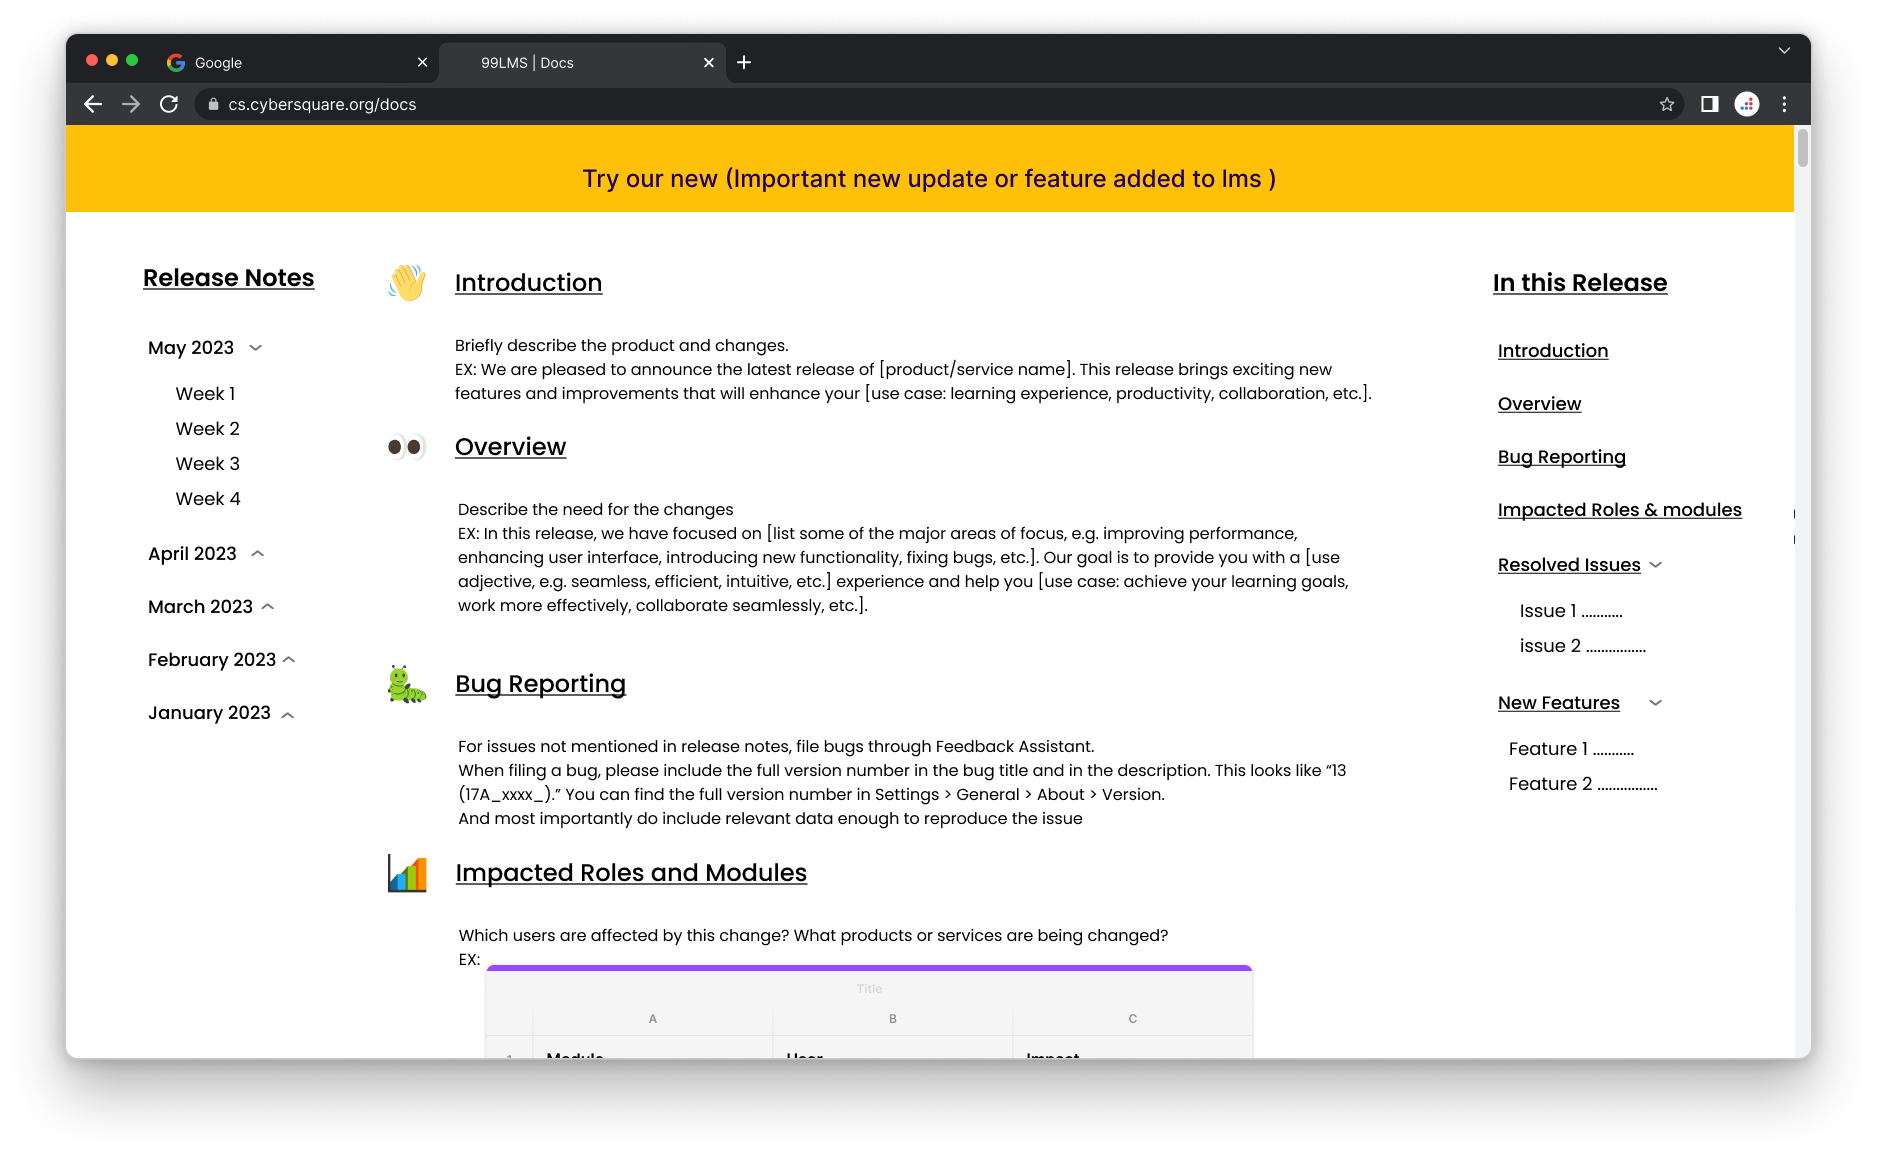 Google
99LMS | Docs
cs.cybersquare.org/docs
Try our new (Important new update or feature added to lms )
Release Notes
May 2023
Week 1
Week 2
Week 3
Week 4
April 2023
March 2023
February 2023
January 2023
Introduction
Briefly describe the product and changes.
EX: We are pleased to announce the latest release of [product/service name]. This release brings exciting new
features and improvements that will enhance your [use case: learning experience, productivity, collaboration, etc.].
Overview
Describe the need for the changes
EX: In this release, we have focused on [list some of the major areas of focus, e.g. improving performance,
enhancing user interface, introducing new functionality, fixing bugs, etc.]. Our goal is to provide you with a [use
adjective, e.g. seamless, efficient, intuitive, etc.] experience and help you [use case: achieve your learning goals,
work more effectively, collaborate seamlessly, etc.].
Bug Reporting
For issues not mentioned in release notes, file bugs through Feedback Assistant.
When filing a bug, please include the full version number in the bug title and in the description. This looks like “13
(17A_xxxx_).” You can find the full version number in Settings > General > About > Version.
And most importantly do include relevant data enough to reproduce the issue
Impacted Roles and Modules
Which users are affected by this change? What products or services are being changed?
EX:
Title
A B C
1 Module User Impact
In this Release
Introduction
Overview
Bug Reporting
Impacted Roles & modules
Resolved Issues
Issue 1 ...........
issue 2 ................
New Features
Feature 1 ...........
Feature 2 ................